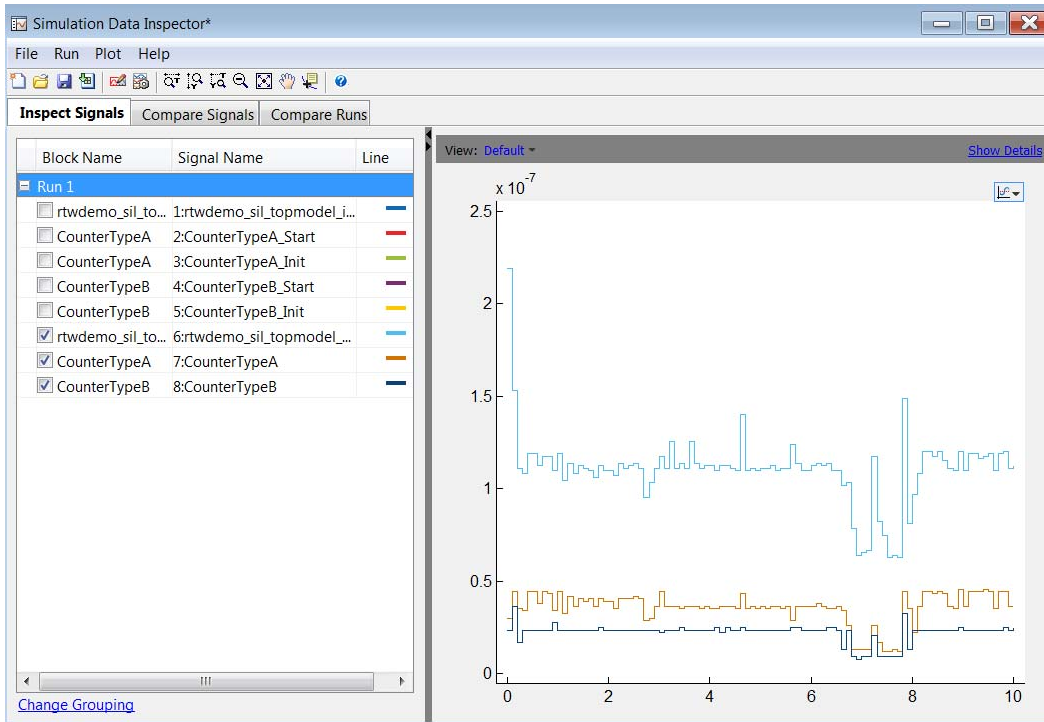 Simulation Data Inspector*
File Run Plot Help
Inspect Signals Compare Signals Compare Runs
Block Name Signal Name Line
Run 1
rtwdemo_sil_to... 1:rtwdemo_sil_topmodel_i...
CounterTypeA 2:CounterTypeA_Start
CounterTypeA 3:CounterTypeA_Init
CounterTypeB 4:CounterTypeB_Start
CounterTypeB 5:CounterTypeB_Init
rtwdemo_sil_to... 6:rtwdemo_sil_topmodel_...
CounterTypeA 7:CounterTypeA
CounterTypeB 8:CounterTypeB
Change Grouping
View: Default Show Details
x 10-7
2.5
2
1.5
1
0.5
0
0 2 4 6 8 10